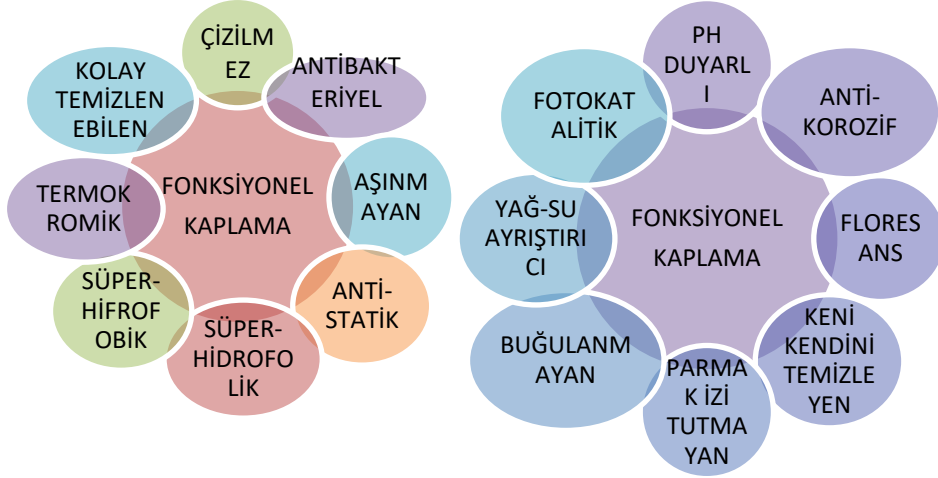 ÇİZİLM
EZ
ANTİBAKT
ERİYEL
AŞINM
AYAN
ANTİ-
STATİK
SÜPER-
HİDROFO
LİK
SÜPER-
HİFROF
OBİK
TERMOK
ROMİK
KOLAY
TEMİZLEN
EBİLEN
FONKSİYONEL
KAPLAMA
PH
DUYARL
I
ANTİ-
KOROZİF
FLORES
ANS
KENİ
KENDİNİ
TEMİZLE
YEN
PARMA
K İZİ
TUTMA
YAN
BUĞULANM
AYAN
YAĞ-SU
AYRIŞTIRI
CI
FOTOKAT
ALİTİK
FONKSİYONEL
KAPLAMA